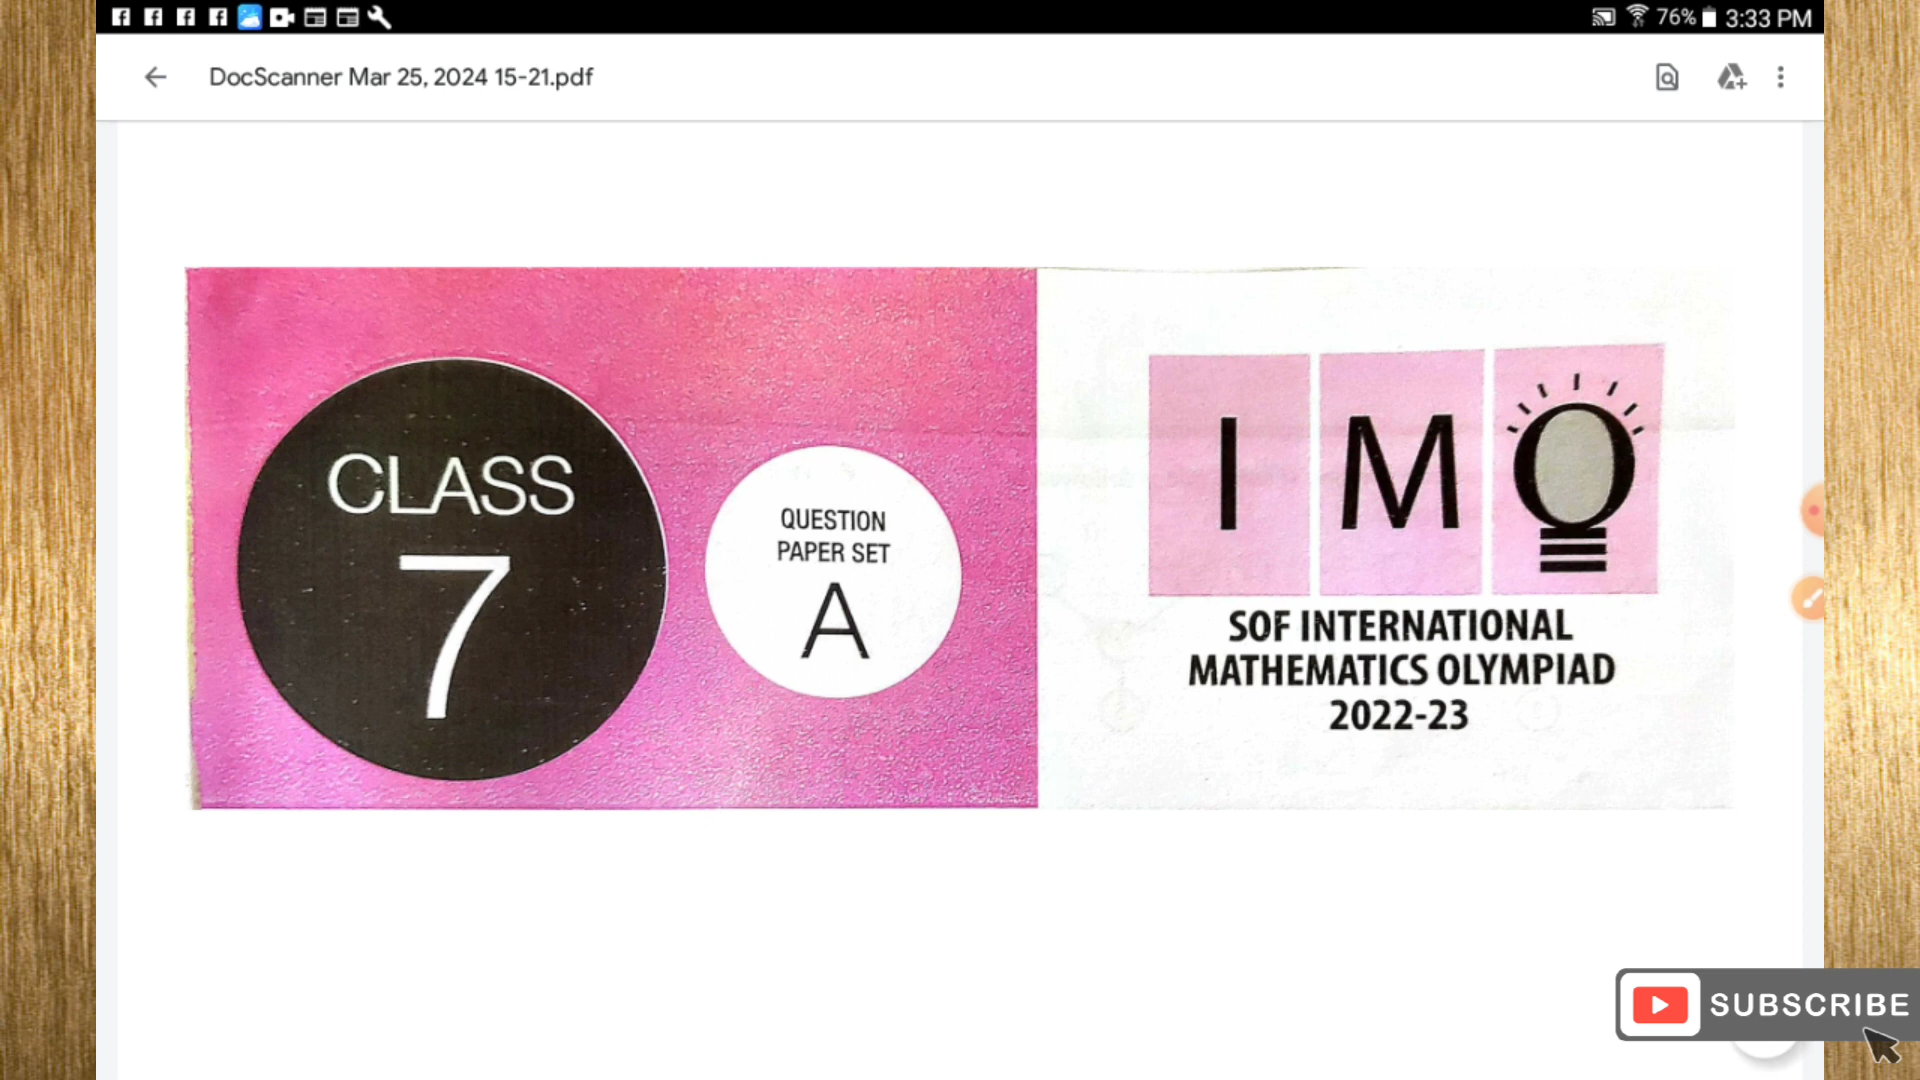 76% 3:33 PM
DocScanner Mar 25, 2024 15-21.pdf
CLASS
7
QUESTION
PAPER SET
A
IMO
SOF INTERNATIONAL
MATHEMATICS OLYMPIAD
2022-23
SUBSCRIBE